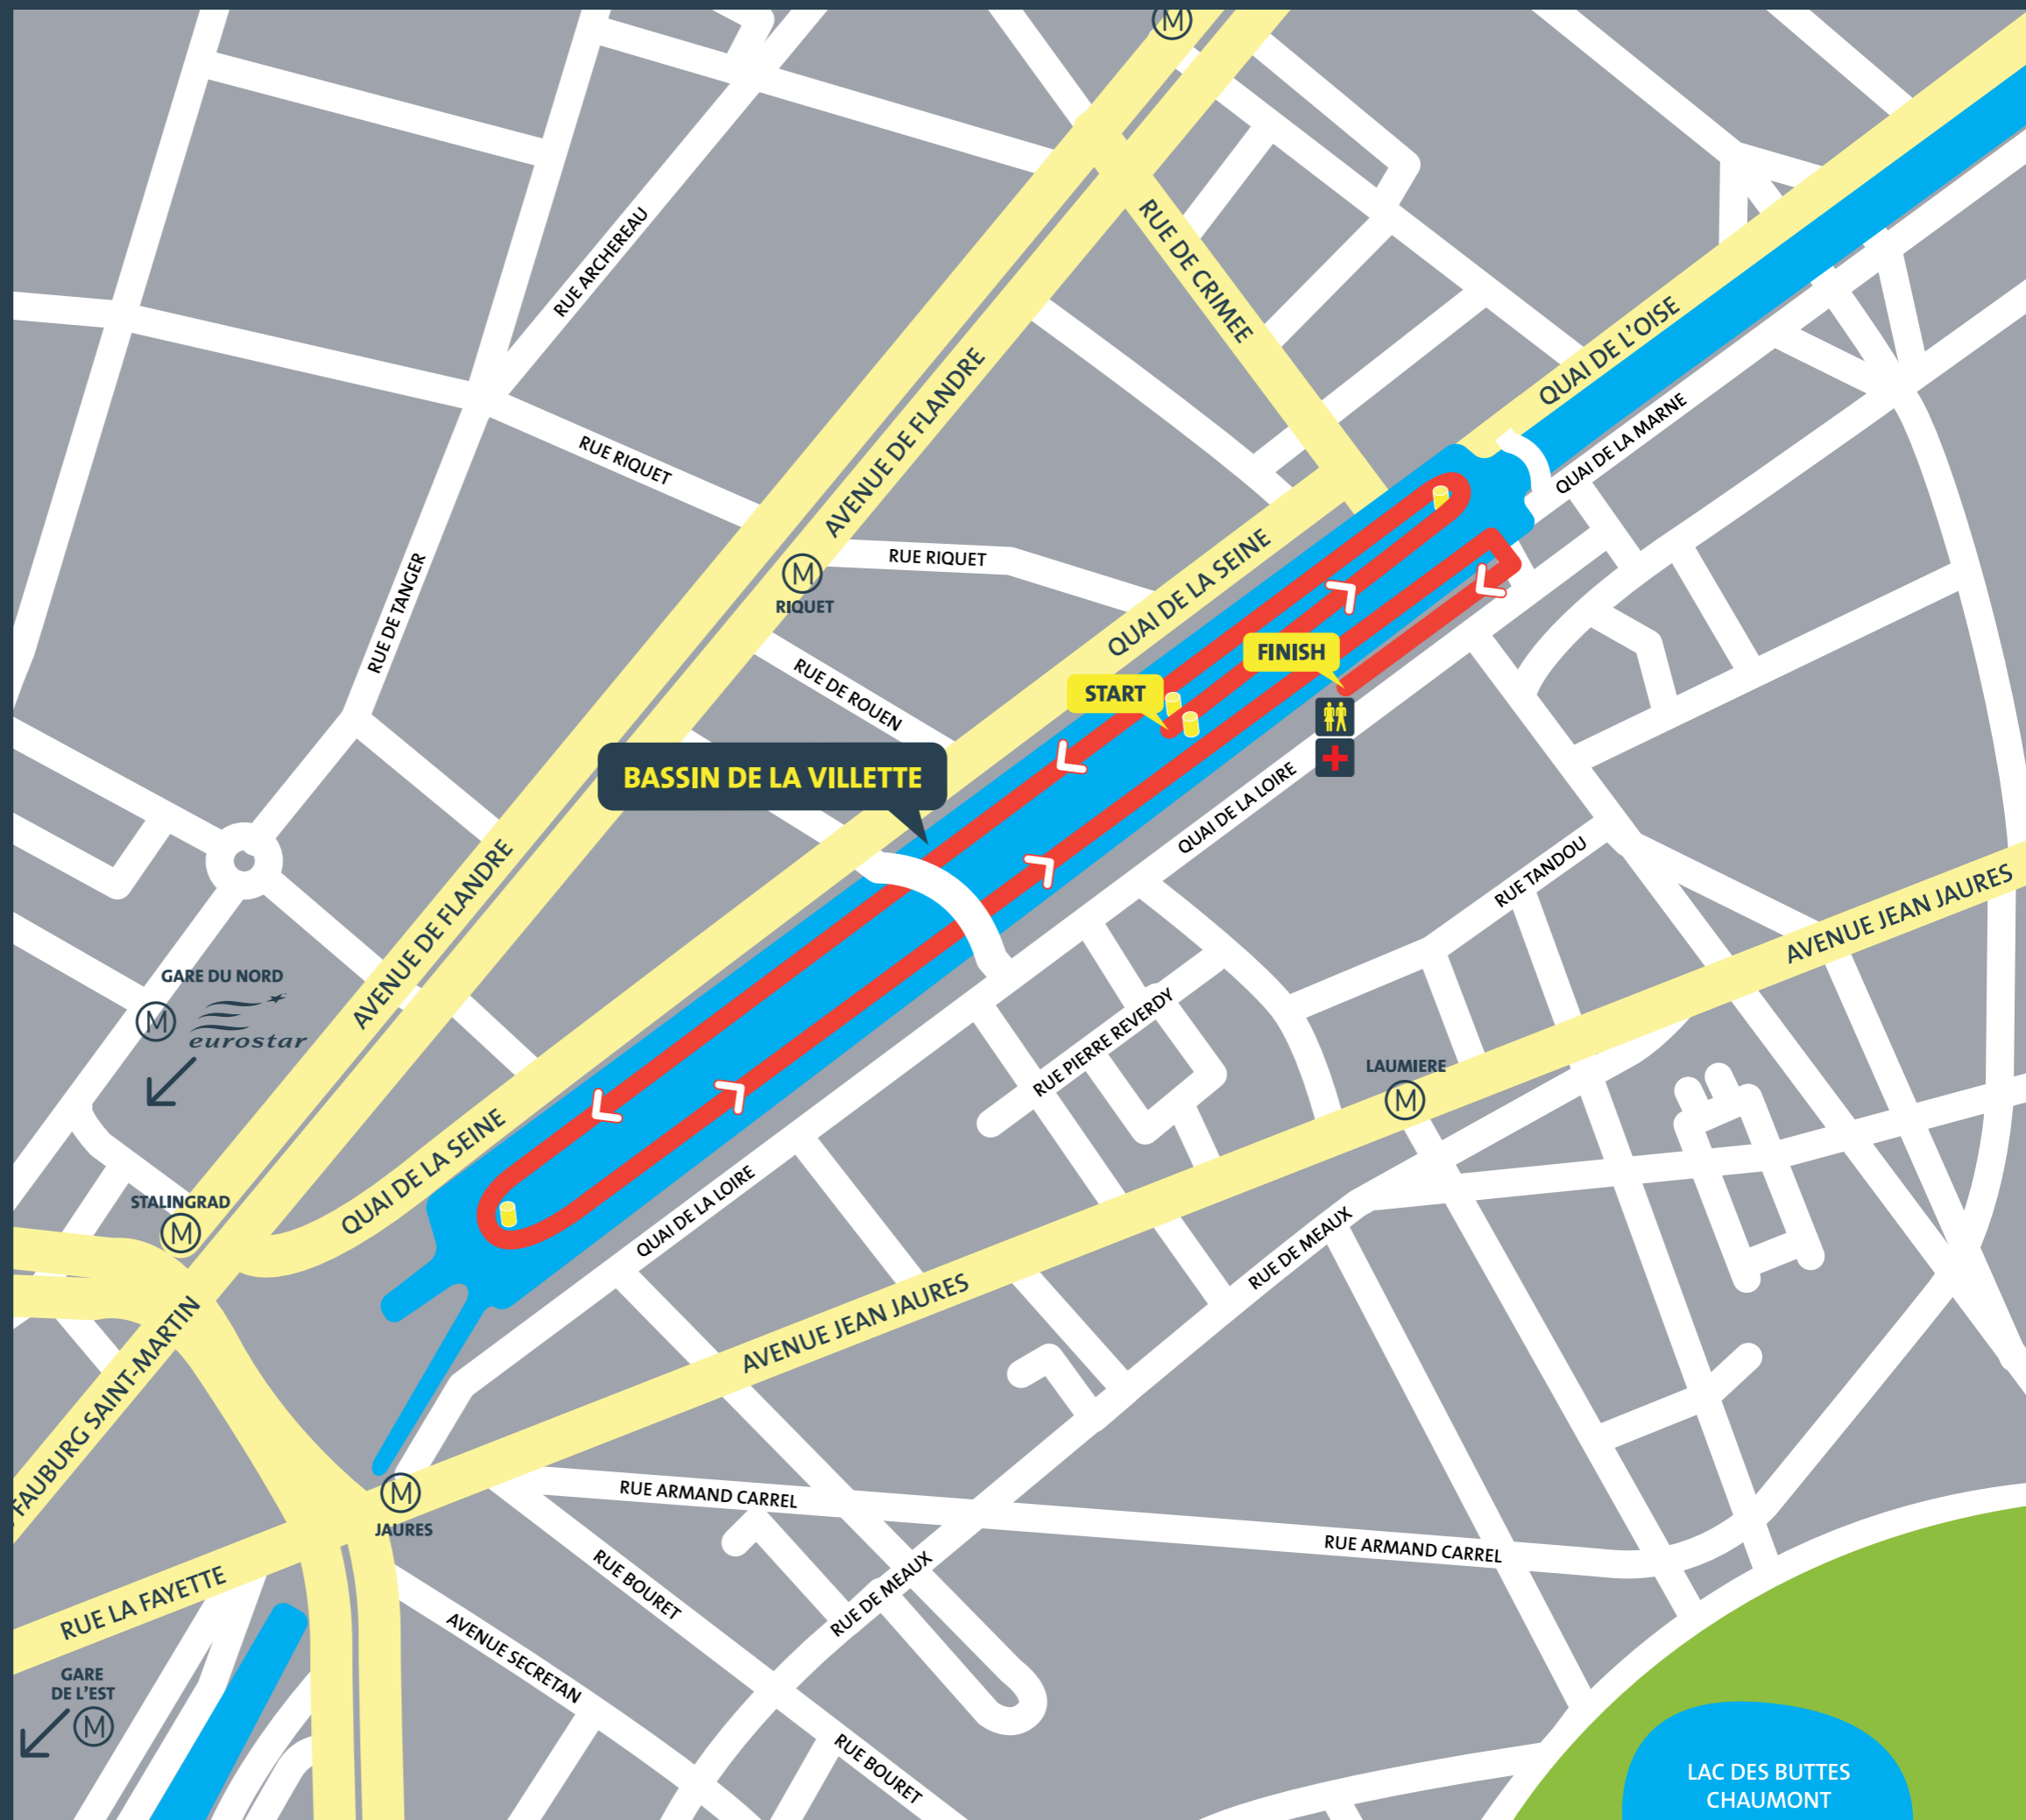 M
RUE ARCHEREAU
RUE DE CRIMEE
QUAI DE L'OISE
AVENUE DE FLANDRE
QUAI DE LA MARNE
RUE RIQUET
RUE RIQUET
M
RIQUET
QUAI DE LA SEINE
RUE DE TANGER
FINISH
START
RUE DE ROUEN
BASSIN DE LA VILLETTE
QUAI DE LA LOIRE
RUE TANDOU
AVENUE JEAN JAURES
AVENUE DE FLANDRE
GARE DU NORD
M
eurostar
RUE PIERRE REVERDY
LAUMIERE
M
QUAI DE LA SEINE
STALINGRAD
M
QUAI DE LA LOIRE
RUE DE MEAUX
AVENUE JEAN JAURES
FAUBURG SAINT-MARTIN
M
JAURES
RUE ARMAND CARREL
RUE ARMAND CARREL
RUE BOURET
RUE DE MEAUX
RUE LA FAYETTE
AVENUE SECRETAN
GARE
DE L'EST
M
RUE BOURET
LAC DES BUTTES
CHAUMONT